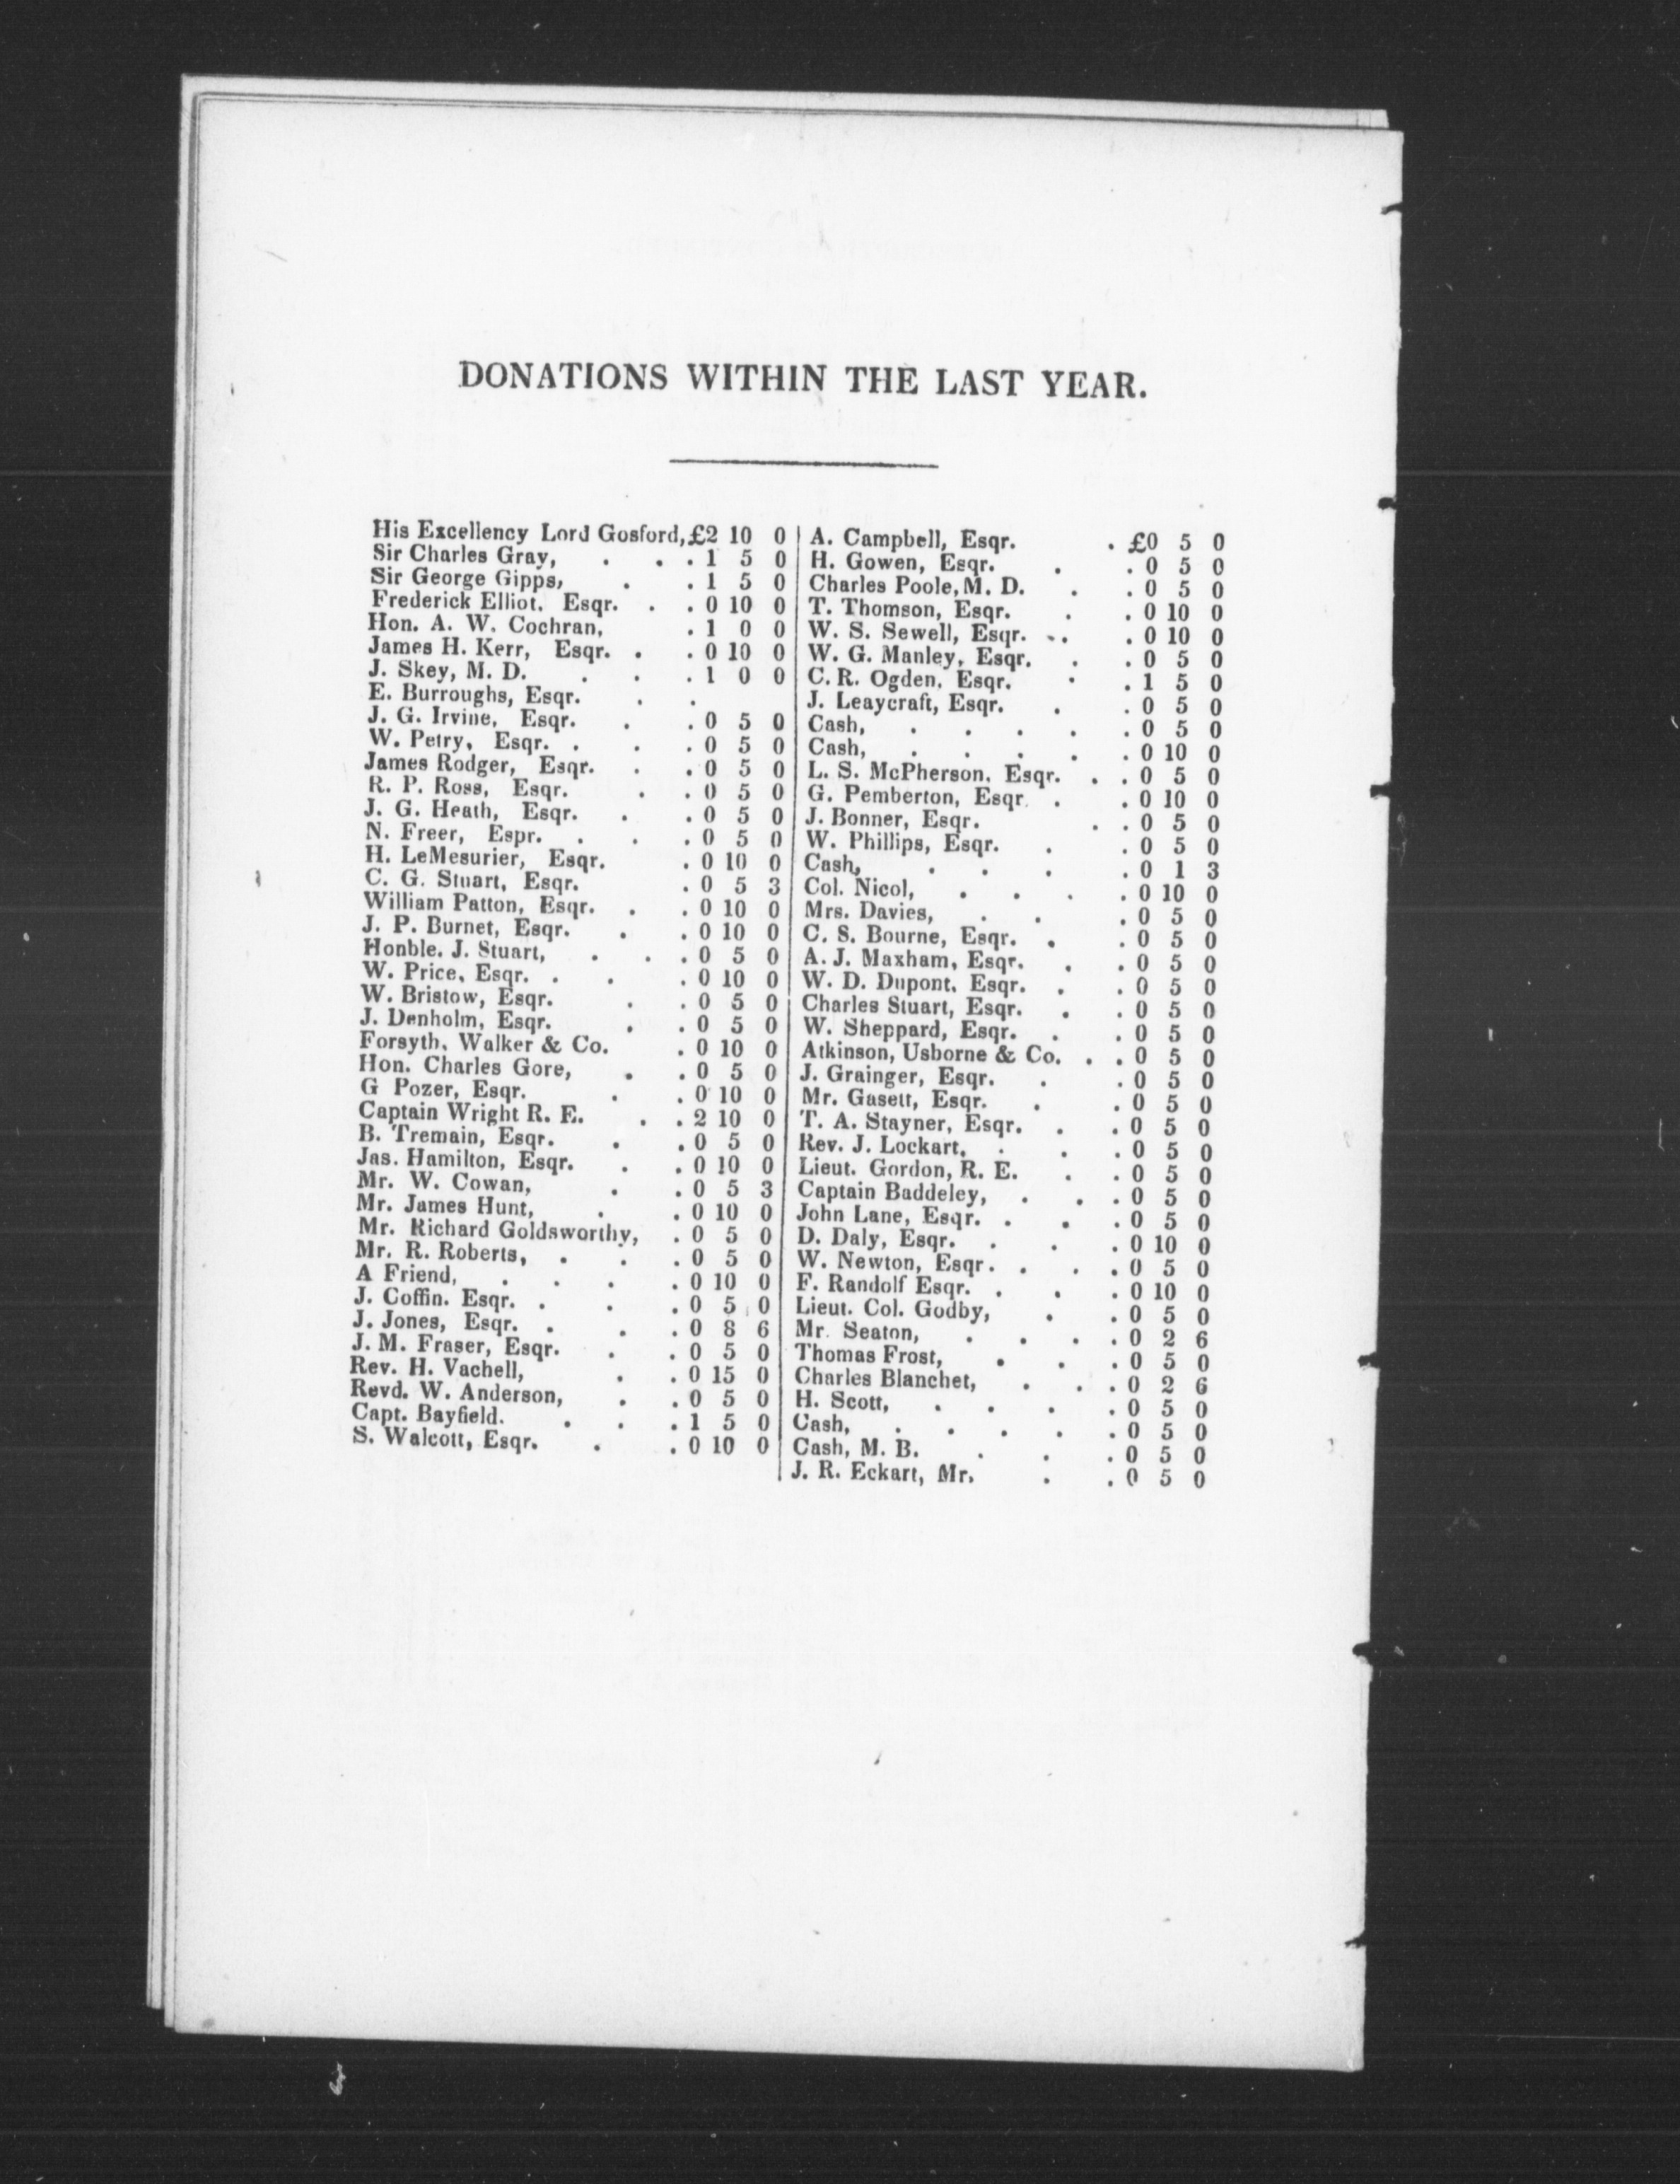 DONATIONS WITHIN THE LAST YEAR.
His Excellency Lord Gosford, £2 10 0
Sir Charles Gray, . . . 1 5 0
Sir George Gipps, . . 1 5 0
Frederick Elliot. Esqr. . . 0 10 0
Hon. A. W. Cochran, . 1 0 0
James H. Kerr, Esqr. . . 0 10 0
J. Skey, M. D. . . . 1 0 0
E. Burroughs, Esqr. . .
J. G. Irvine, Esqr. . . 0 5 0
W. Petry, Esqr. . . . 0 5 0
James Rodger, Esqr. . . 0 5 0
R. P. Ross, Esqr. . . 0 5 0
J. G. Heath, Esqr. . . 0 5 0
N. Freer, Espr. . . . 0 5 0
H. LeMesurier, Esqr. . 0 10 0
C. G. Stuart, Esqr. . 0 5 3
William Patton, Esqr. . . 0 10 0
J. P. Burnet, Esqr. . . 0 10 0
Honble. J. Stuart, . . . 0 5 0
W. Price, Esqr. . . . 0 10 0
W. Bristow, Esqr. . . 0 5 0
J. Denholm, Esqr. . . 0 5 0
Forsyth, Walker & Co. . 0 10 0
Hon. Charles Gore, . . 0 5 0
G Pozer, Esqr. . . 0 10 0
Captain Wright R. E. . . 2 10 0
B. Tremain, Esqr. . . 0 5 0
Jas. Hamilton, Esqr. . . 0 10 0
Mr. W. Cowan, . . 0 5 3
Mr. James Hunt, . . 0 10 0
Mr. Richard Goldsworthy, . 0 5 0
Mr. R. Roberts, . . . 0 5 0
A Friend, . . . . 0 10 0
J. Coffin. Esqr. . . . 0 5 0
J. Jones, Esqr. . . . 0 8 6
J. M. Fraser, Esqr. . . 0 5 0
Rev. H. Vachell, . . 0 15 0
Revd. W. Anderson, . . 0 5 0
Capt. Bayfield. . . . 1 5 0
S. Walcott, Esqr. . . 0 10 0
A. Campbell, Esqr. . £0 5 0
H. Gowen, Esqr. . . 0 5 0
Charles Poole, M. D. . . 0 5 0
T. Thomson, Esqr. . . 0 10 0
W. S. Sewell, Esqr. . . 0 10 0
W. G. Manley, Esqr. . . 0 5 0
C. R. Ogden, Esqr. . . 1 5 0
J. Leaycraft, Esqr. . . 0 5 0
Cash, . . . . . 0 5 0
Cash, . . . . . 0 10 0
L. S. McPherson, Esqr. . . 0 5 0
G. Pemberton, Esqr. . . 0 10 0
J. Bonner, Esqr. . . 0 5 0
W. Phillips, Esqr. . . 0 5 0
Cash, . . . . 0 1 3
Col. Nicol, . . . . 0 10 0
Mrs. Davies, . . . 0 5 0
C. S. Bourne, Esqr. . . 0 5 0
A. J. Maxham, Esqr. . . 0 5 0
W. D. Dupont, Esqr. . . 0 5 0
Charles Stuart, Esqr. . . 0 5 0
W. Sheppard, Esqr. . . 0 5 0
Atkinson, Usborne & Co. . . 0 5 0
J. Grainger, Esqr. . . 0 5 0
Mr. Gasett, Esqr. . . 0 5 0
T. A. Stayner, Esqr. . . 0 5 0
Rev. J. Lockart, . . . 0 5 0
Lieut. Gordon, R. E. . . 0 5 0
Captain Baddeley, . . . 0 5 0
John Lane, Esqr. . . . 0 5 0
D. Daly, Esqr. . . . 0 10 0
W. Newton, Esqr. . . . 0 5 0
F. Randolf Esqr. . . . 0 10 0
Lieut. Col. Godby, . . 0 5 0
Mr. Seaton, . . . . 0 2 6
Thomas Frost, . . . 0 5 0
Charles Blanchet, . . . 0 2 6
H. Scott, . . . . 0 5 0
Cash, . . . . . 0 5 0
Cash, M. B. . . . 0 5 0
J. R. Eckart, Mr. . . 0 5 0